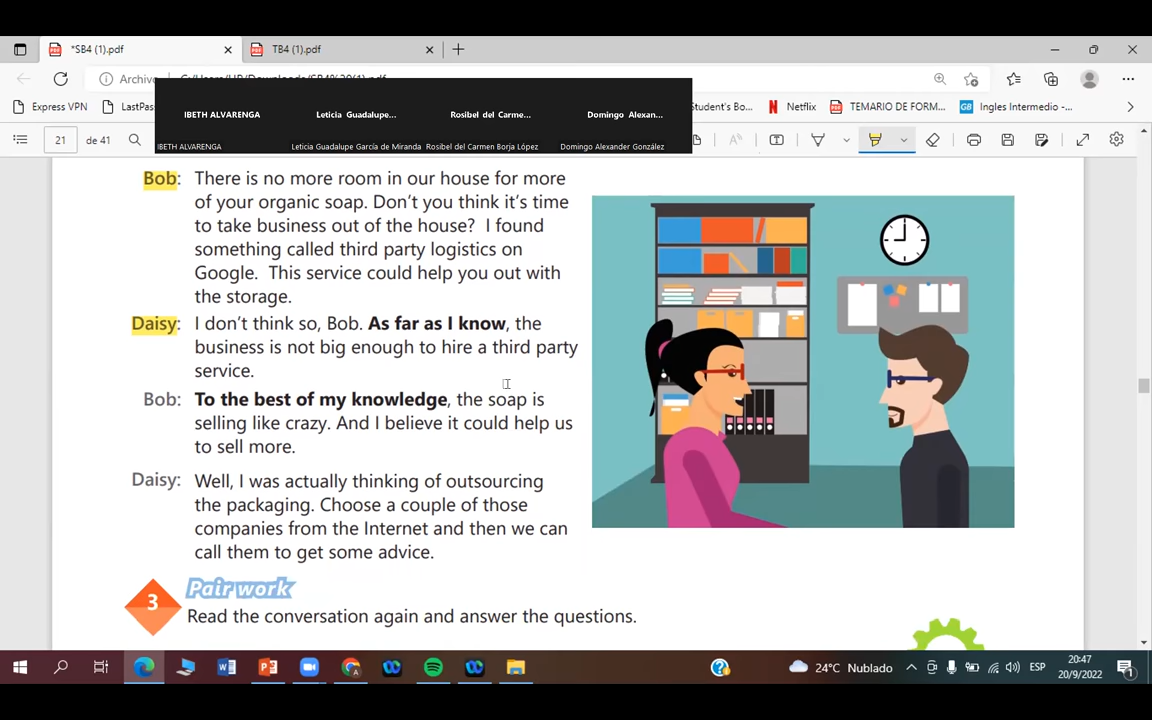 *SB4 (1).pdf
TB4 (1).pdf
Archivo
Express VPN
LastPas
IBETH ALVARENGA
Leticia Guadalupe...
Rosibel del Carme...
Domingo Alexan...
IBETH ALVARENGA
Leticia Guadalupe García de Miranda
Rosibel del Carmen Borja López
Domingo Alexander González
tudent's Bo...
Netflix
TEMARIO DE FORM...
GB
Ingles Intermedio -...
21
de 41
Bob: There is no more room in our house for more
of your organic soap. Don't you think it's time
to take business out of the house? I found
something called third party logistics on
Google. This service could help you out with
the storage.
Daisy: I don't think so, Bob. As far as I know, the
business is not big enough to hire a third party
service.
Bob: To the best of my knowledge, the soap is
selling like crazy. And I believe it could help us
to sell more.
Daisy: Well, I was actually thinking of outsourcing
the packaging. Choose a couple of those
companies from the Internet and then we can
call them to get some advice.
3
Pair work
Read the conversation again and answer the questions.
24°C Nublado
ESP
20:47
20/9/2022